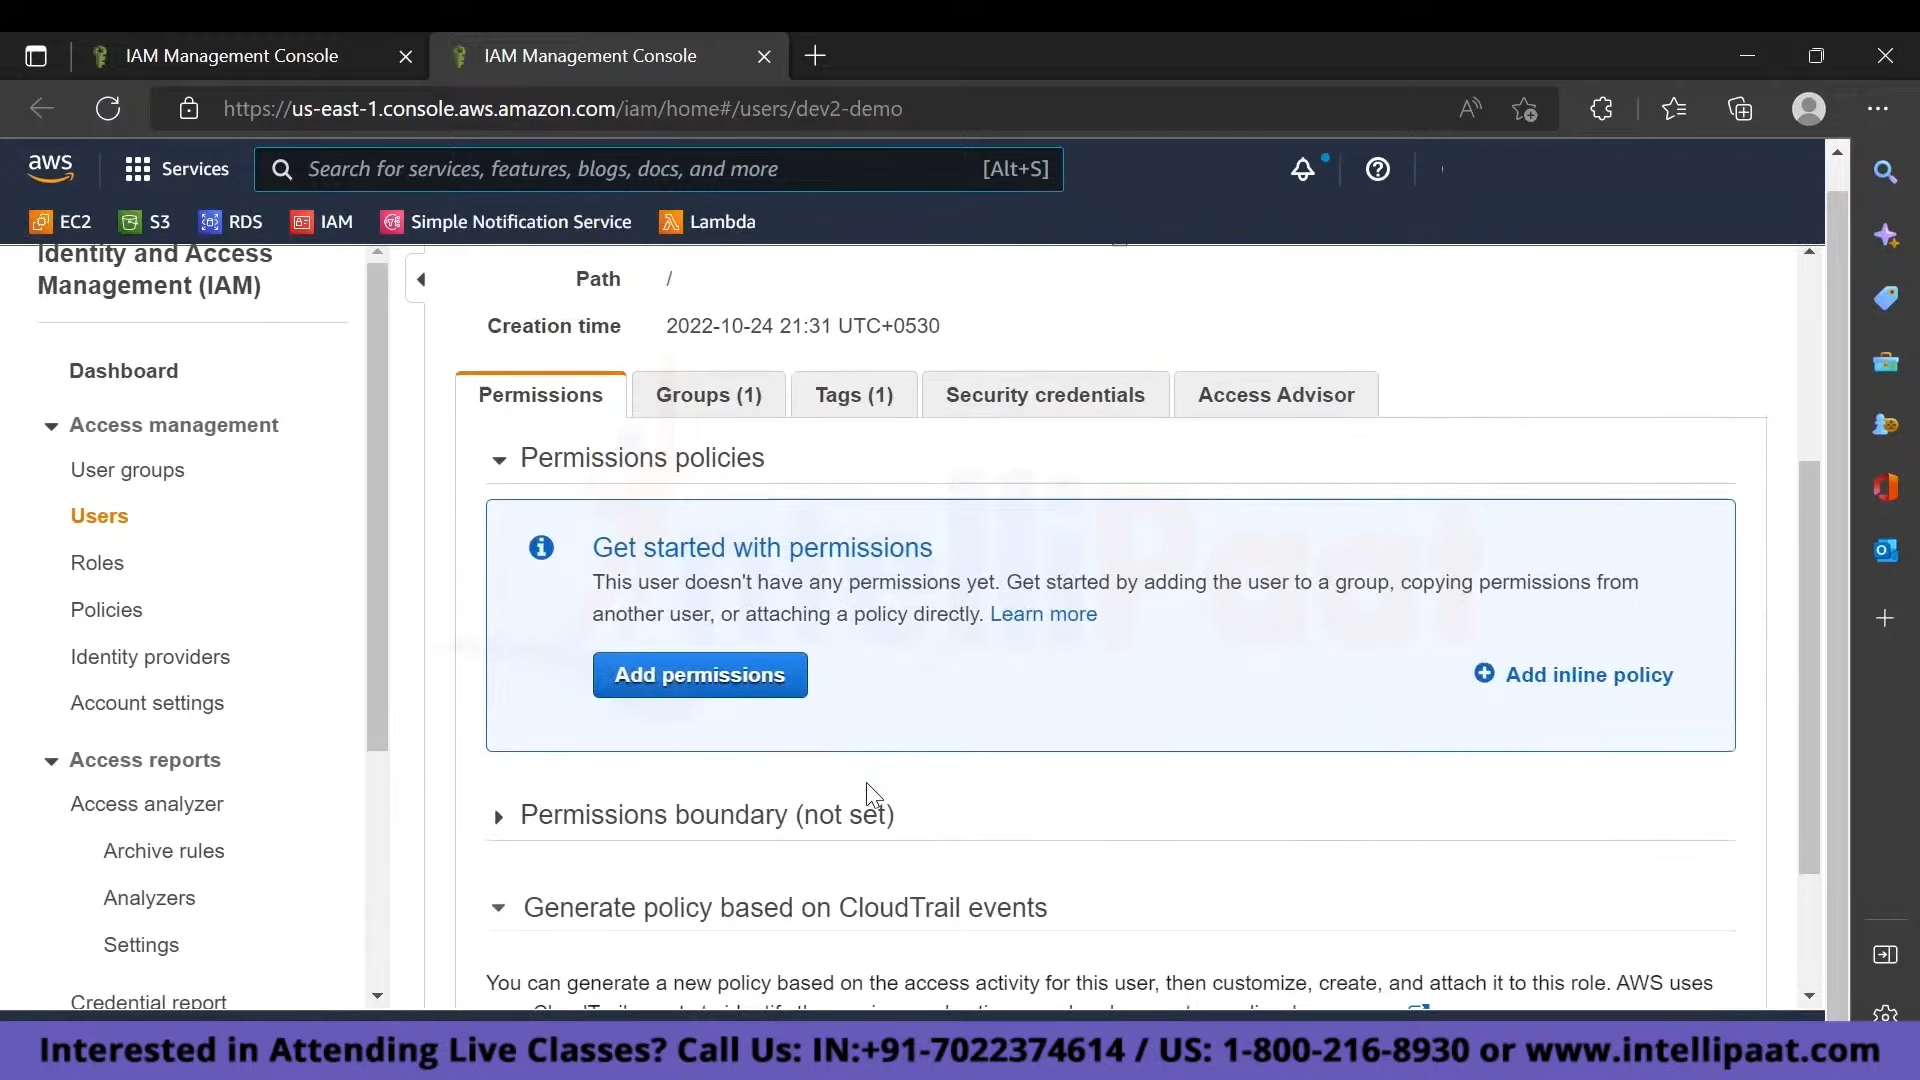 IAM Management Console
IAM Management Console
https://us-east-1.console.aws.amazon.com/iam/home#/users/dev2-demo
aws
Services
Search for services, features, blogs, docs, and more
[Alt+S]
EC2
S3
RDS
IAM
Simple Notification Service
Lambda
Identity and Access
Management (IAM)
Dashboard
Access management
User groups
Users
Roles
Policies
Identity providers
Account settings
Access reports
Access analyzer
Archive rules
Analyzers
Settings
Credential report
Path /
Creation time 2022-10-24 21:31 UTC+0530
Permissions
Groups (1)
Tags (1)
Security credentials
Access Advisor
Permissions policies
Get started with permissions
This user doesn't have any permissions yet. Get started by adding the user to a group, copying permissions from
another user, or attaching a policy directly. Learn more
Add permissions
Add inline policy
Permissions boundary (not set)
Generate policy based on CloudTrail events
You can generate a new policy based on the access activity for this user, then customize, create, and attach it to this role. AWS uses
IntelliPaat
Interested in Attending Live Classes? Call Us: IN:+91-7022374614 / US: 1-800-216-8930 or www.intellipaat.com